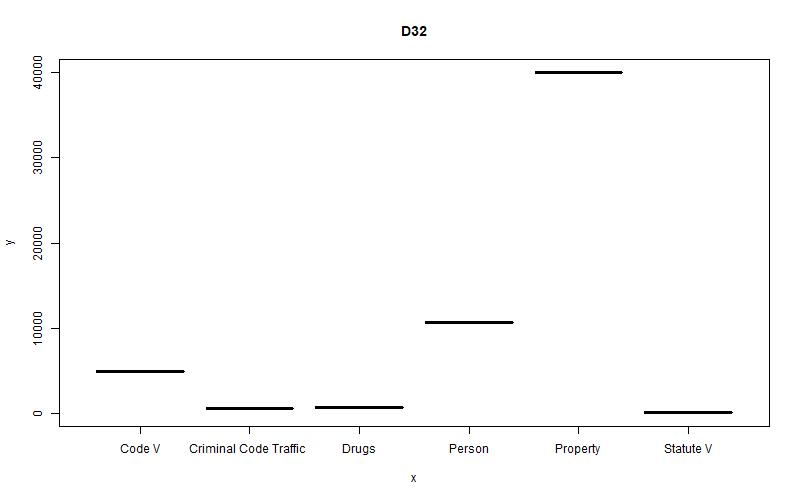 D32
y
40000
30000
20000
10000
0
Code V Criminal Code Traffic Drugs Person Property Statute V
x